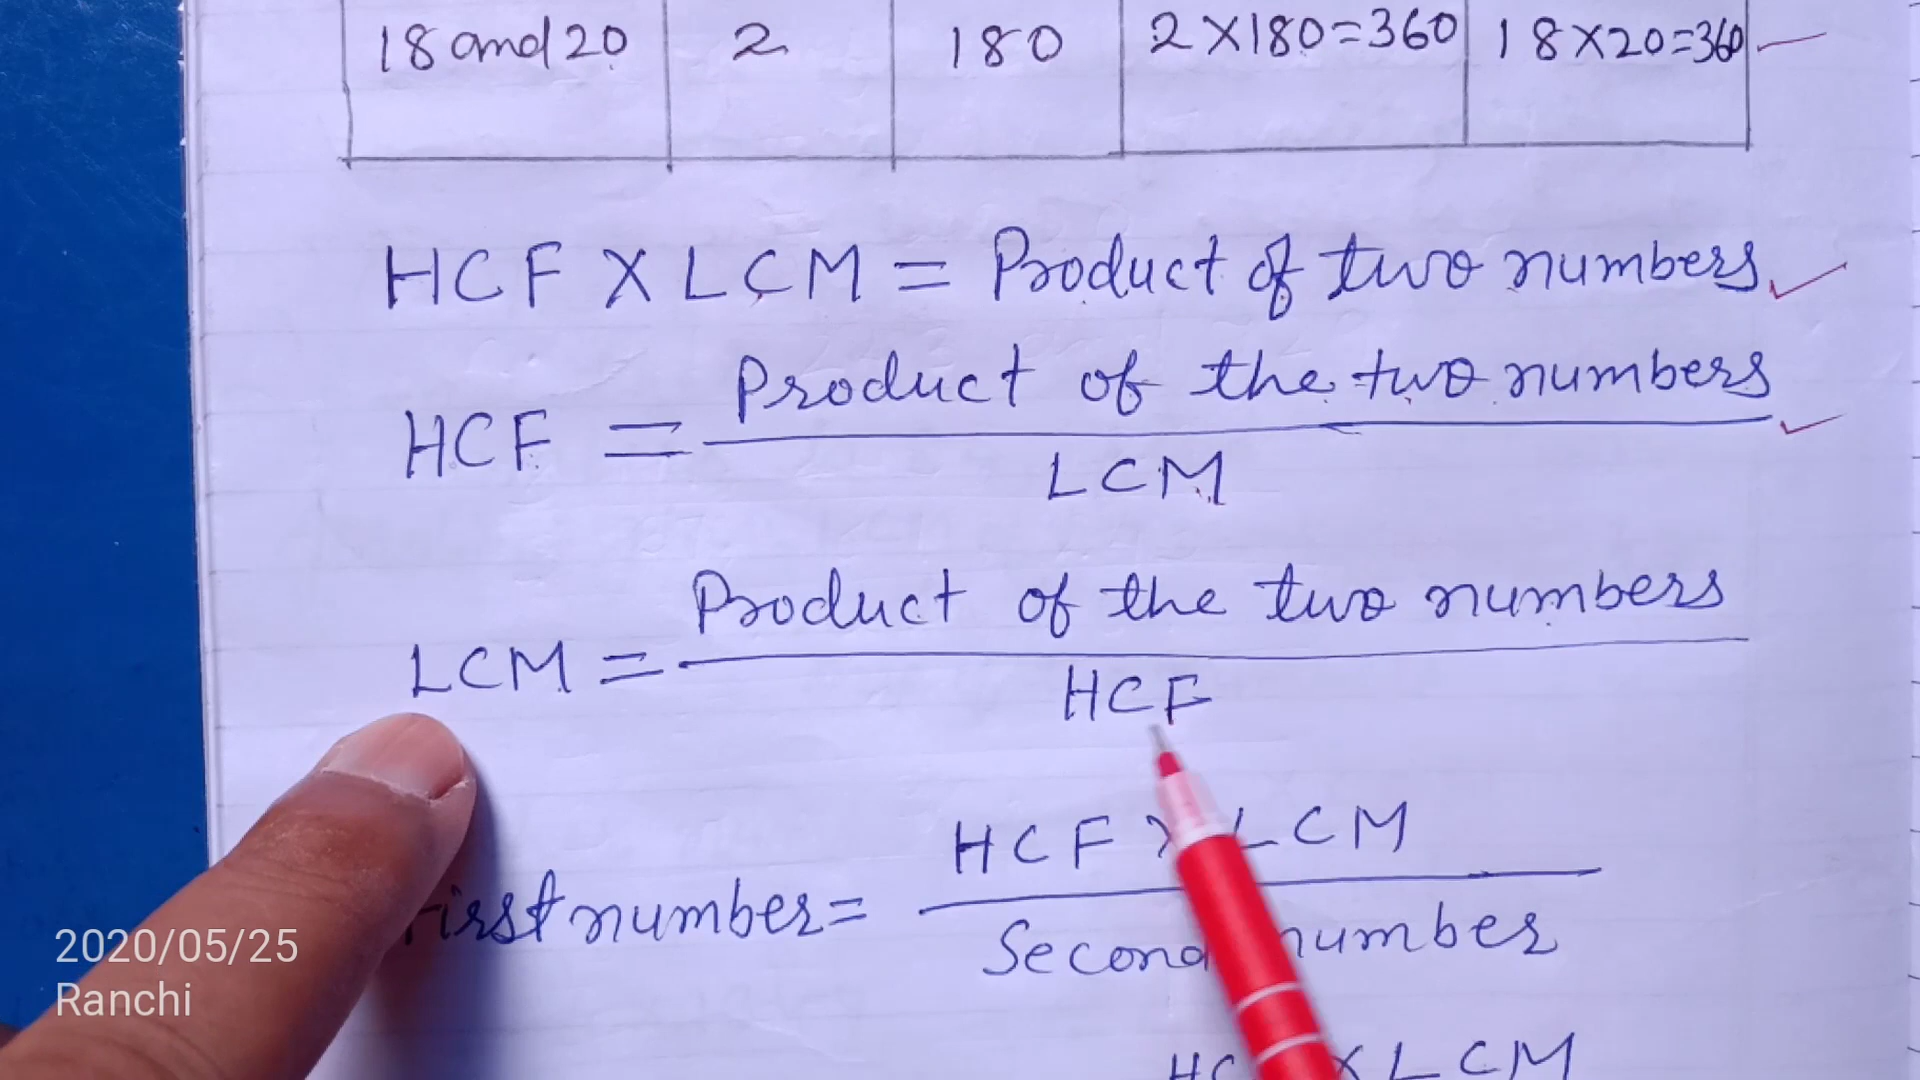 18 and 20 2 180 2 X 180 = 360 18 X 20 = 360
HCF X LCM = Product of two numbers
Product of the two numbers
HCF =
LCM
Product of the two numbers
LCM =
HCF
HCF X LCM
First number =
Second number
X LCM
2020/05/25
Ranchi